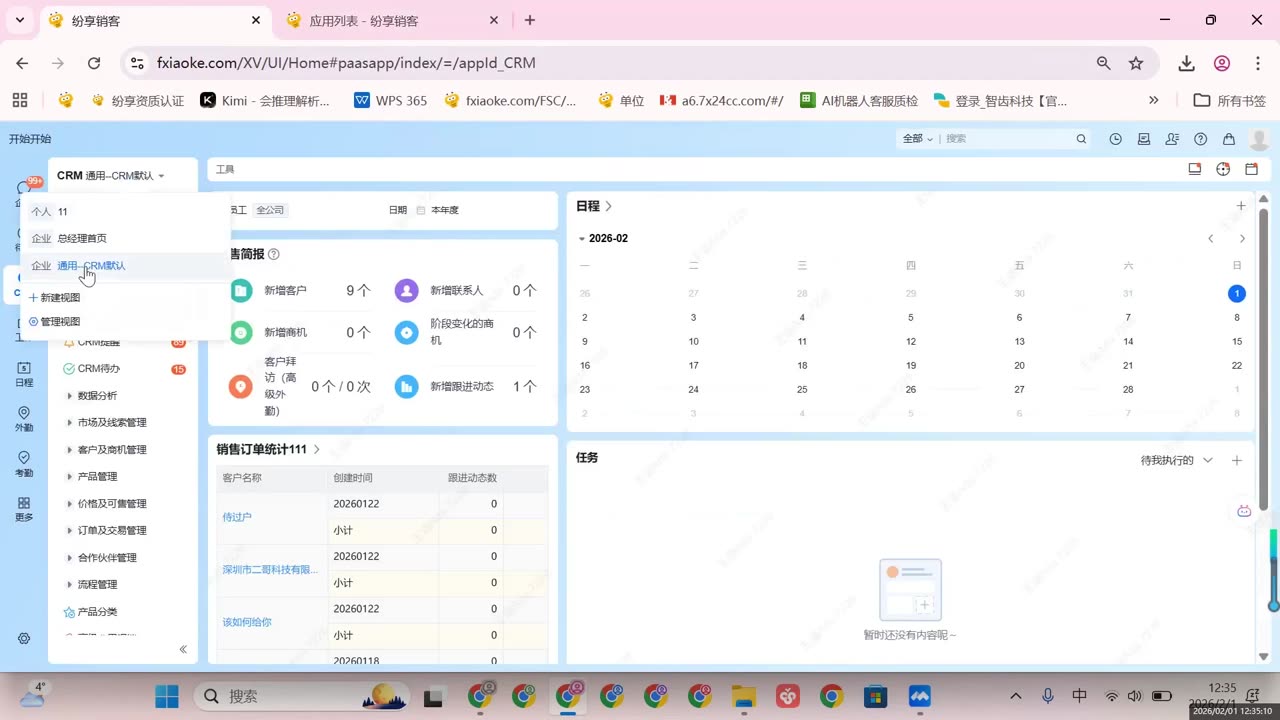 纷享销客
应用列表 - 纷享销客
fxiaoke.com/XV/UI/Home#paasapp/index/=/appId_CRM
纷享资质认证
Kimi - 会推理解析...
WPS 365
fxiaoke.com/FSC/...
单位
a6.7x24cc.com/#/
AI机器人客服质检
登录_智齿科技【官...
所有书签
开始开始
全部
搜索
99+
CRM 通用--CRM默认
工具
个人 11
企业 总经理首页
企业 通用--CRM默认
新建视图
管理视图
员工 全公司
日期 本年度
售简报
新增客户 9 个
新增联系人 0 个
新增商机 0 个
阶段变化的商机 0 个
客户拜访（高级外勤） 0 个 / 0 次
新增跟进动态 1 个
CRM提醒 69
CRM待办 15
数据分析
市场及线索管理
客户及商机管理
产品管理
价格及可售管理
订单及交易管理
合作伙伴管理
流程管理
产品分类
日程
外勤
考勤
更多
销售订单统计111
客户名称 创建时间 跟进动态数
待过户 20260122 0
小计 0
深圳市二哥科技有限... 20260122 0
小计 0
该如何给你 20260122 0
小计 0
20260118 0
日程
2026-02
一 二 三 四 五 六 日
26 27 28 29 30 31 1
2 3 4 5 6 7 8
9 10 11 12 13 14 15
16 17 18 19 20 21 22
23 24 25 26 27 28 1
2 3 4 5 6 7 8
任务
待我执行的
暂时还没有内容呢～
4°
搜索
中
12:35
2026/02/01 12:35:10